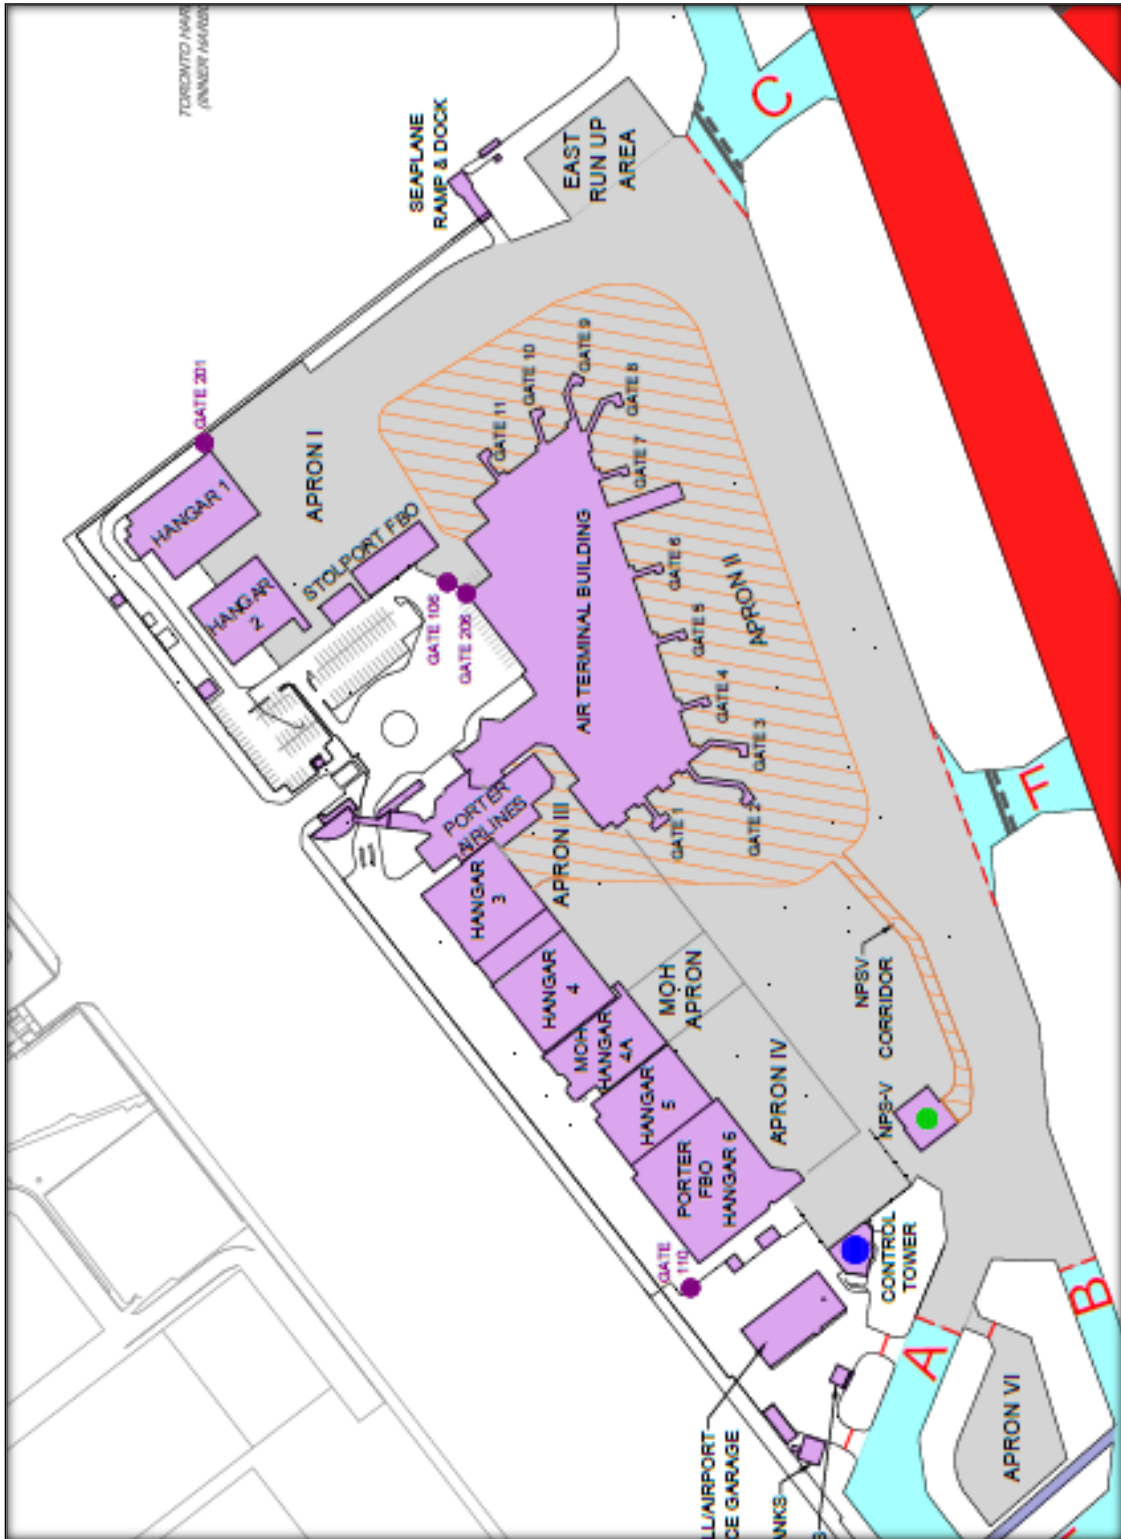 TORONTO HAR
(INNER HARBO
SEAPLANE
RAMP & DOCK
EAST
RUN UP
AREA
C
GATE 201
HANGAR 1
APRON I
HANGAR
2
STOLPORT FBO
GATE 106
GATE 206
GATE 11
GATE 10
GATE 9
GATE 8
GATE 7
GATE 6
GATE 5
GATE 4
GATE 3
GATE 2
GATE 1
AIR TERMINAL BUILDING
APRON II
PORTER
AIRLINES
APRON III
HANGAR
3
HANGAR
4
MOH
HANGAR
4A
MOH
APRON
HANGAR
5
PORTER
FBO
HANGAR 6
APRON IV
NPSV
CORRIDOR
NPS-V
F
GATE
110
CONTROL
TOWER
A
B
APRON VI
LL/AIRPORT
CE GARAGE
ANKS
S